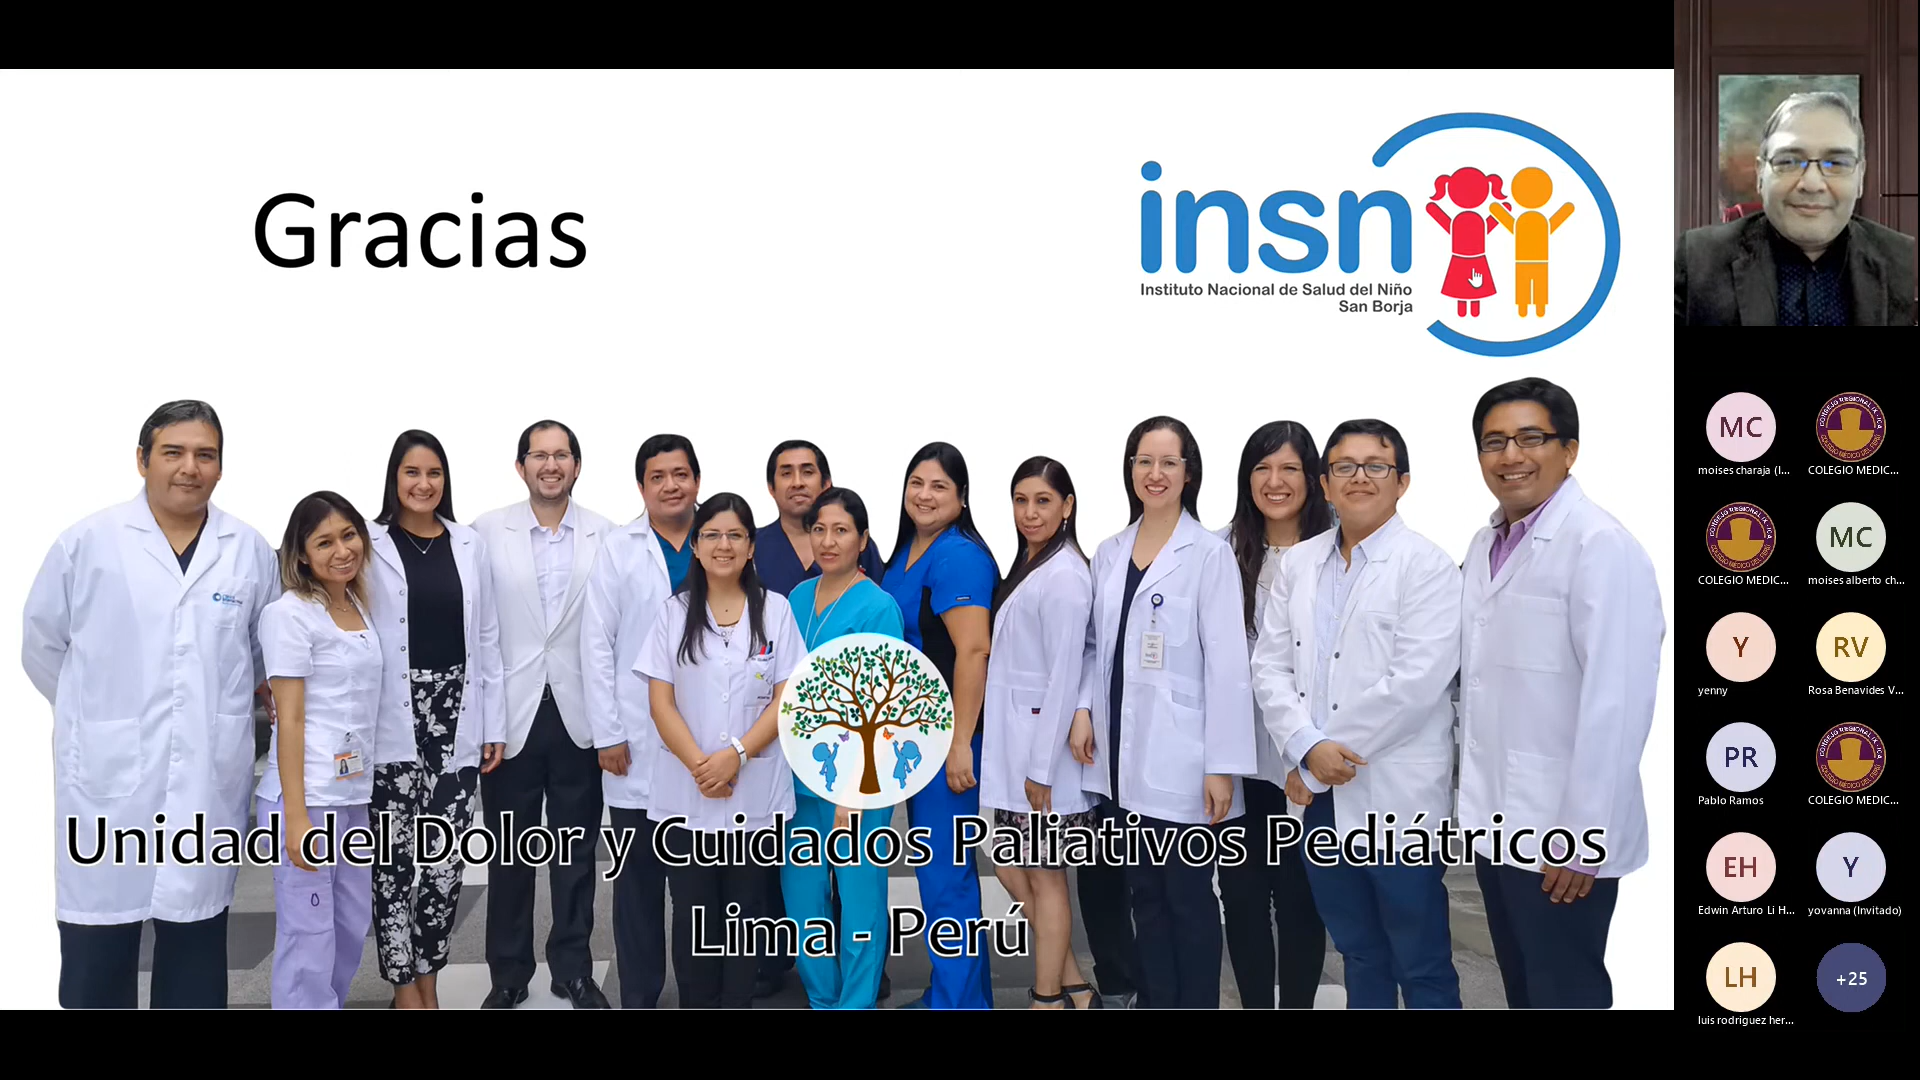 Gracias
insn
Instituto Nacional de Salud del Niño
San Borja
Unidad del Dolor y Cuidados Paliativos Pediátricos
Lima - Perú
MC
moises charaja (I...
COLEGIO MEDIC...
COLEGIO MEDIC...
MC
moises alberto ch...
Y
yenny
RV
Rosa Benavides V...
PR
Pablo Ramos
COLEGIO MEDIC...
EH
Edwin Arturo Li H...
Y
yovanna (Invitado)
LH
luis rodriguez her...
+25